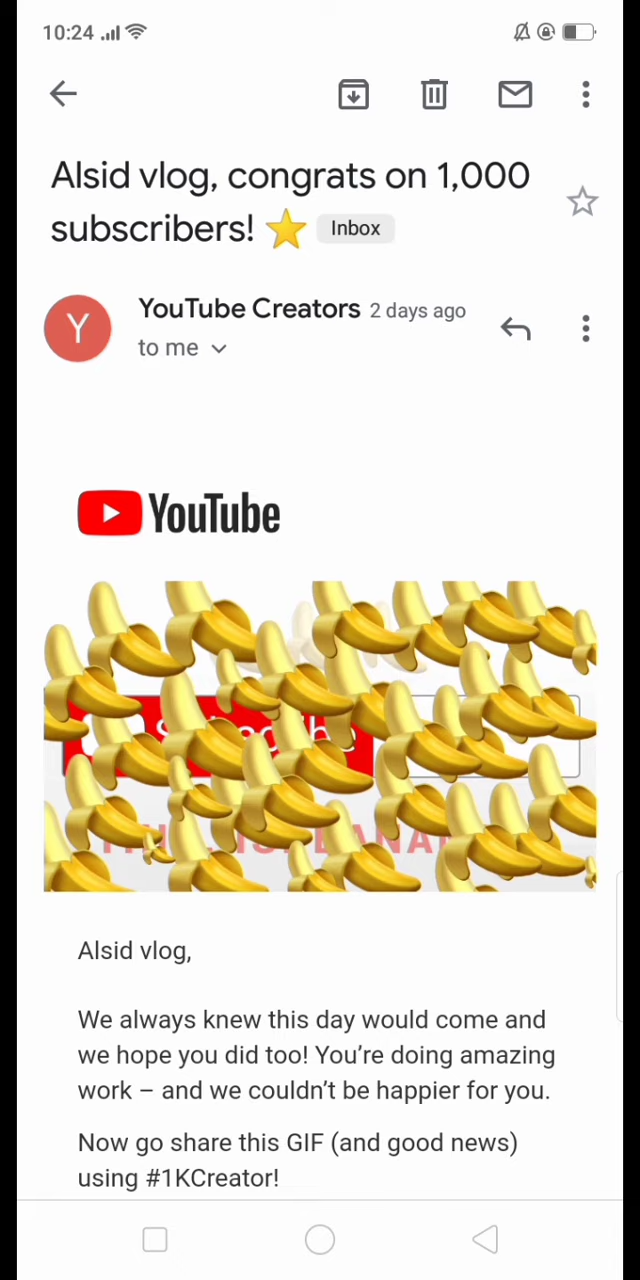 10:24
Alsid vlog, congrats on 1,000
subscribers! ⭐ Inbox
Y
YouTube Creators 2 days ago
to me
YouTube
Alsid vlog,
We always knew this day would come and
we hope you did too! You’re doing amazing
work – and we couldn’t be happier for you.
Now go share this GIF (and good news)
using #1KCreator!